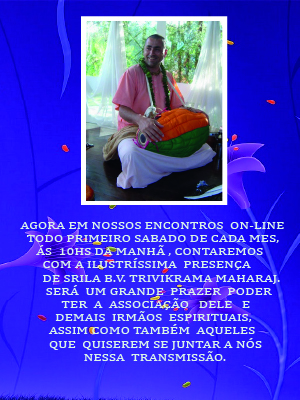 AGORA EM NOSSOS ENCONTROS ON-LINE
TODO PRIMEIRO SABADO DE CADA MES,
ÁS 10HS DA MANHÃ , CONTAREMOS
COM A ILUSTRÍSSIMA PRESENÇA
DE SRILA B.V. TRIVIKRAMA MAHARAJ.
SERÁ UM GRANDE PRAZER PODER
TER A ASSOCIAÇÃO DELE E
DEMAIS IRMÃOS ESPIRITUAIS,
ASSIM COMO TAMBÉM AQUELES
QUE QUISEREM SE JUNTAR A NÓS
NESSA TRANSMISSÃO.